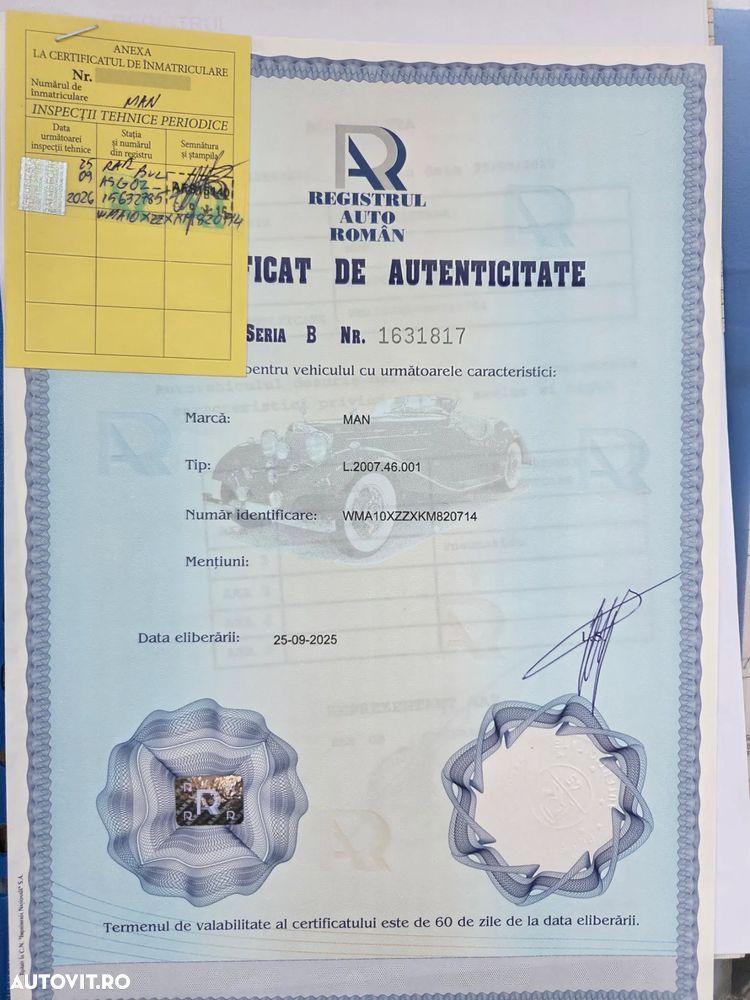 ANEXA
LA CERTIFICATUL DE ÎNMATRICULARE
Nr.
Numărul de
înmatriculare
MAN
INSPECȚII TEHNICE PERIODICE
Data
următoarei
inspecții tehnice
Stația
și numărul
din registru
Semnătura
și ștampila
25
09
2026
RAR
15632785
WMA10XZZXKM820714
REGISTRUL
AUTO
ROMÂN
FICAT DE AUTENTICITATE
SERIA B NR. 1631817
pentru vehiculul cu următoarele caracteristici:
Marcă: MAN
Tip: L.2007.46.001
Număr identificare: WMA10XZZXKM820714
Mențiuni:
Data eliberării: 25-09-2025
L.S.
R
R
R R
Termenul de valabilitate al certificatului este de 60 de zile de la data eliberării.
AUTOVIT.RO